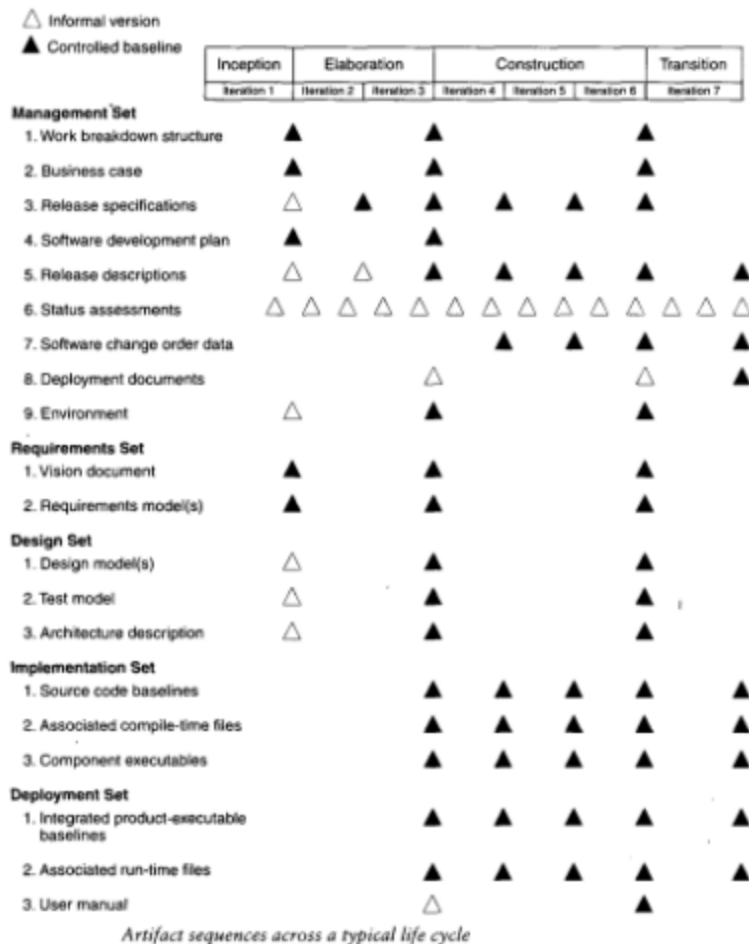 △ Informal version
▲ Controlled baseline
Inception Elaboration Construction Transition
Iteration 1 Iteration 2 Iteration 3 Iteration 4 Iteration 5 Iteration 6 Iteration 7
Management Set
1. Work breakdown structure
2. Business case
3. Release specifications
4. Software development plan
5. Release descriptions
6. Status assessments
7. Software change order data
8. Deployment documents
9. Environment
Requirements Set
1. Vision document
2. Requirements model(s)
Design Set
1. Design model(s)
2. Test model
3. Architecture description
Implementation Set
1. Source code baselines
2. Associated compile-time files
3. Component executables
Deployment Set
1. Integrated product-executable
baselines
2. Associated run-time files
3. User manual
Artifact sequences across a typical life cycle